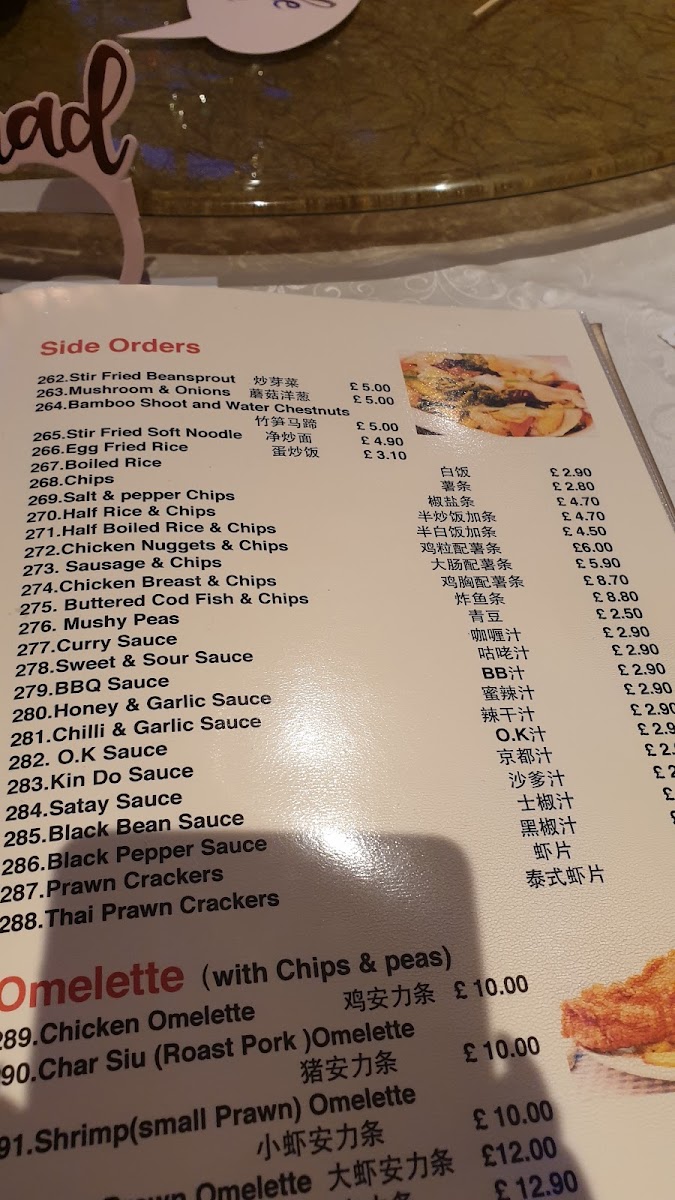 ad
Side Orders
262.Stir Fried Beansprout 炒芽菜 £ 5.00
263.Mushroom & Onions 蘑菇洋葱 £ 5.00
264.Bamboo Shoot and Water Chestnuts
竹笋马蹄 £ 5.00
265.Stir Fried Soft Noodle 净炒面 £ 4.90
266.Egg Fried Rice 蛋炒饭 £ 3.10
267.Boiled Rice 白饭 £ 2.90
268.Chips 薯条 £ 2.80
269.Salt & pepper Chips 椒盐条 £ 4.70
270.Half Rice & Chips 半炒饭加条 £ 4.70
271.Half Boiled Rice & Chips 半白饭加条 £ 4.50
272.Chicken Nuggets & Chips 鸡粒配薯条 £6.00
273. Sausage & Chips 大肠配薯条 £ 5.90
274.Chicken Breast & Chips 鸡胸配薯条 £ 8.70
275. Buttered Cod Fish & Chips 炸鱼条 £ 8.80
276. Mushy Peas 青豆 £ 2.50
277.Curry Sauce 咖喱汁 £ 2.90
278.Sweet & Sour Sauce 咕咾汁 £ 2.90
279.BBQ Sauce BB汁 £ 2.90
280.Honey & Garlic Sauce 蜜辣汁 £ 2.90
281.Chilli & Garlic Sauce 辣干汁 £ 2.90
282. O.K Sauce O.K汁 £ 2.9
283.Kin Do Sauce 京都汁 £ 2.
284.Satay Sauce 沙爹汁 £ 2
285.Black Bean Sauce 士椒汁 £
286.Black Pepper Sauce 黑椒汁 £
287.Prawn Crackers 虾片
288.Thai Prawn Crackers 泰式虾片
Omelette (with Chips & peas)
289.Chicken Omelette 鸡安力条 £ 10.00
90.Char Siu (Roast Pork )Omelette
猪安力条 £ 10.00
91.Shrimp(small Prawn) Omelette
小虾安力条 £ 10.00
Prawn Omelette 大虾安力条 £12.00
£ 12.90